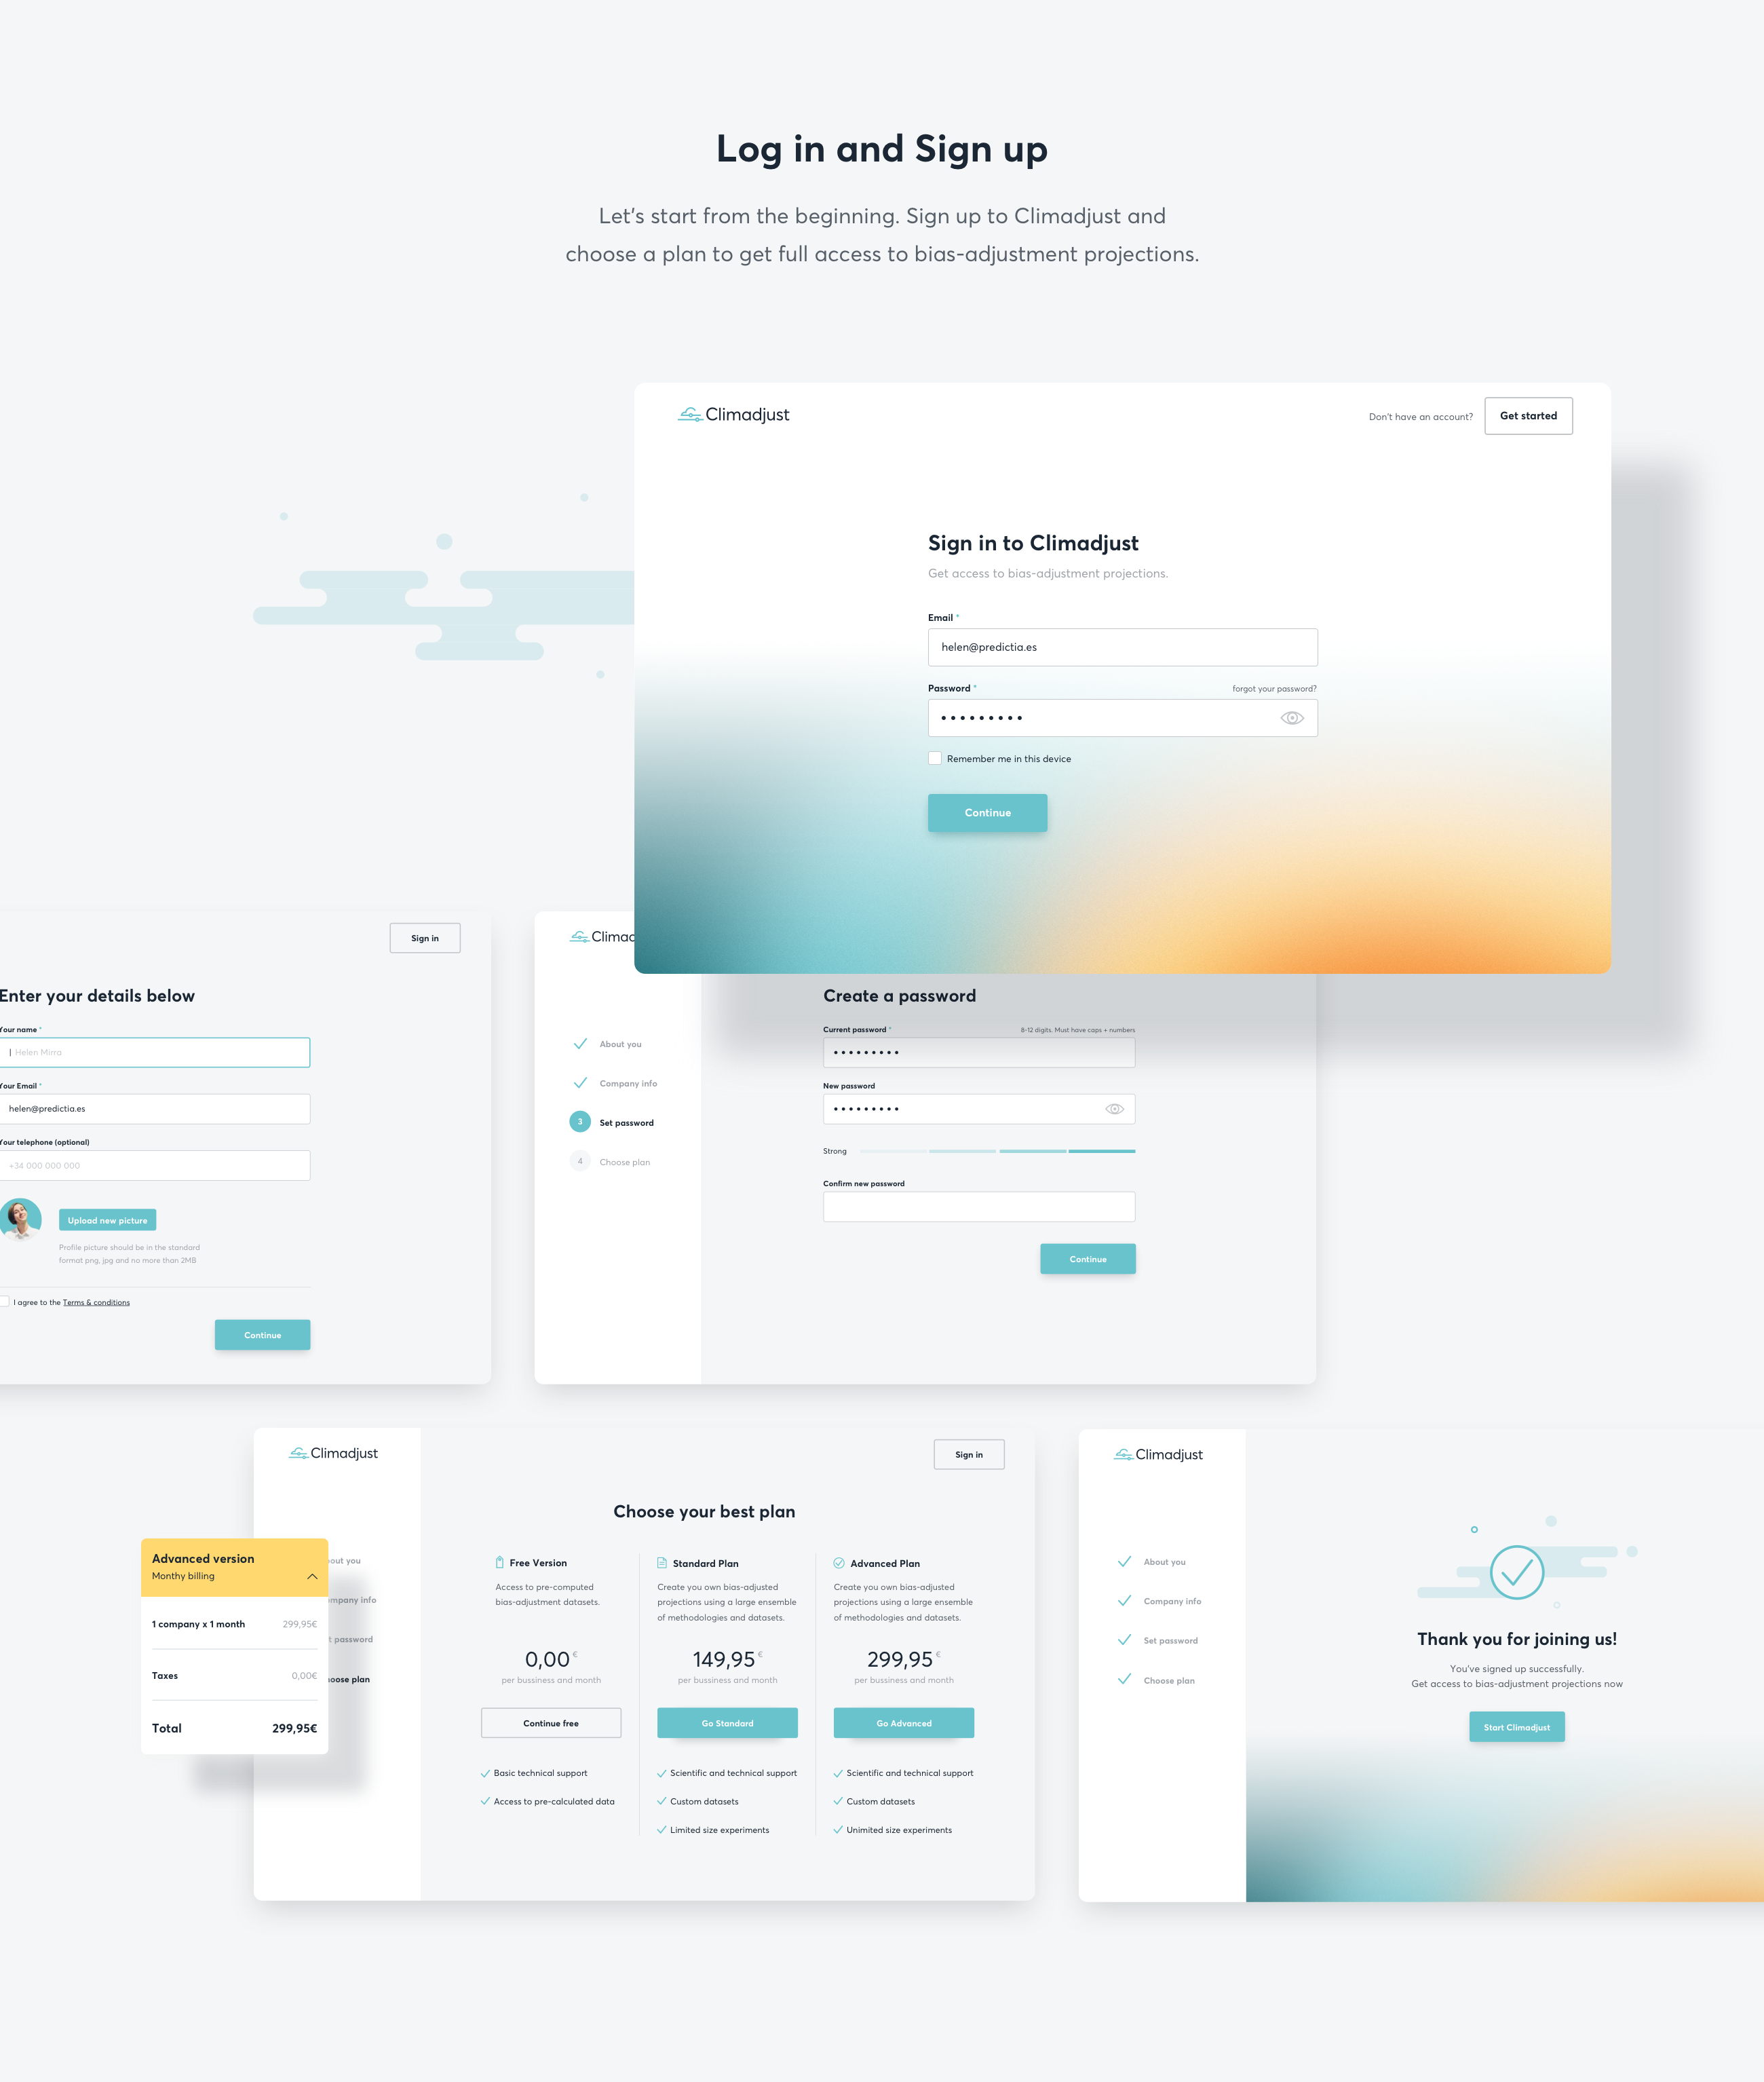 Log in and Sign up
Let's start from the beginning. Sign up to Climadjust and
choose a plan to get full access to bias-adjustment projections.
Climadjust
Don't have an account?
Get started
Sign in to Climadjust
Get access to bias-adjustment projections.
Email *
helen@predictia.es
Password *
forgot your password?
Remember me in this device
Continue
Sign in
Enter your details below
Your name *
Helen Mirra
Your Email *
helen@predictia.es
Your telephone (optional)
+34 000 000 000
Upload new picture
Profile picture should be in the standard
format png, jpg and no more than 2MB
I agree to the Terms & conditions
Continue
Climad
About you
Company info
3 Set password
4 Choose plan
Create a password
Current password *
8-12 digits. Must have caps + numbers
New password
Strong
Confirm new password
Continue
Climadjust
out you
mpany info
t password
oose plan
Advanced version
Monthy billing
1 company x 1 month 299,95€
Taxes 0,00€
Total 299,95€
Sign in
Choose your best plan
Free Version
Access to pre-computed
bias-adjustment datasets.
0,00 €
per bussiness and month
Continue free
Basic technical support
Access to pre-calculated data
Standard Plan
Create you own bias-adjusted
projections using a large ensemble
of methodologies and datasets.
149,95 €
per bussiness and month
Go Standard
Scientific and technical support
Custom datasets
Limited size experiments
Advanced Plan
Create you own bias-adjusted
projections using a large ensemble
of methodologies and datasets.
299,95 €
per bussiness and month
Go Advanced
Scientific and technical support
Custom datasets
Unimited size experiments
Climadjust
About you
Company info
Set password
Choose plan
Thank you for joining us!
You've signed up successfully.
Get access to bias-adjustment projections now
Start Climadjust